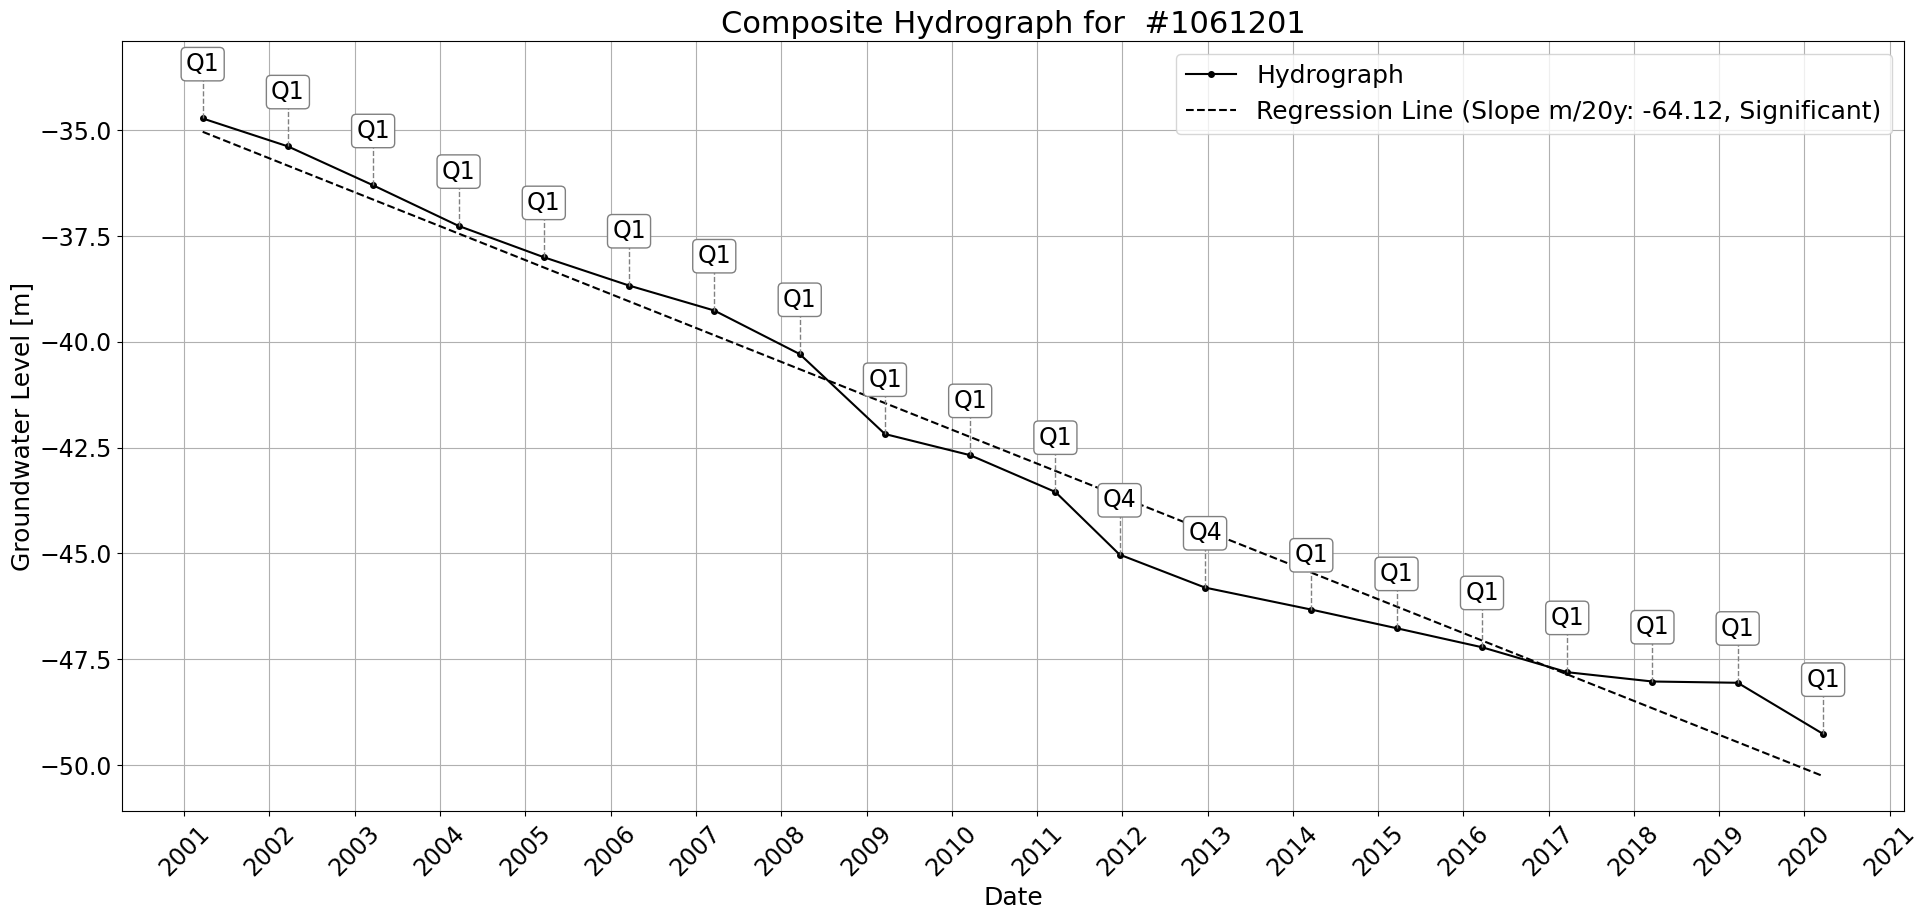 Composite Hydrograph for  #1061201
Hydrograph
Regression Line (Slope m/20y: -64.12, Significant)
Groundwater Level [m]
−35.0
−37.5
−40.0
−42.5
−45.0
−47.5
−50.0
Q1
Q1
Q1
Q1
Q1
Q1
Q1
Q1
Q1
Q1
Q1
Q4
Q4
Q1
Q1
Q1
Q1
Q1
Q1
Q1
2001
2002
2003
2004
2005
2006
2007
2008
2009
2010
2011
2012
2013
2014
2015
2016
2017
2018
2019
2020
2021
Date